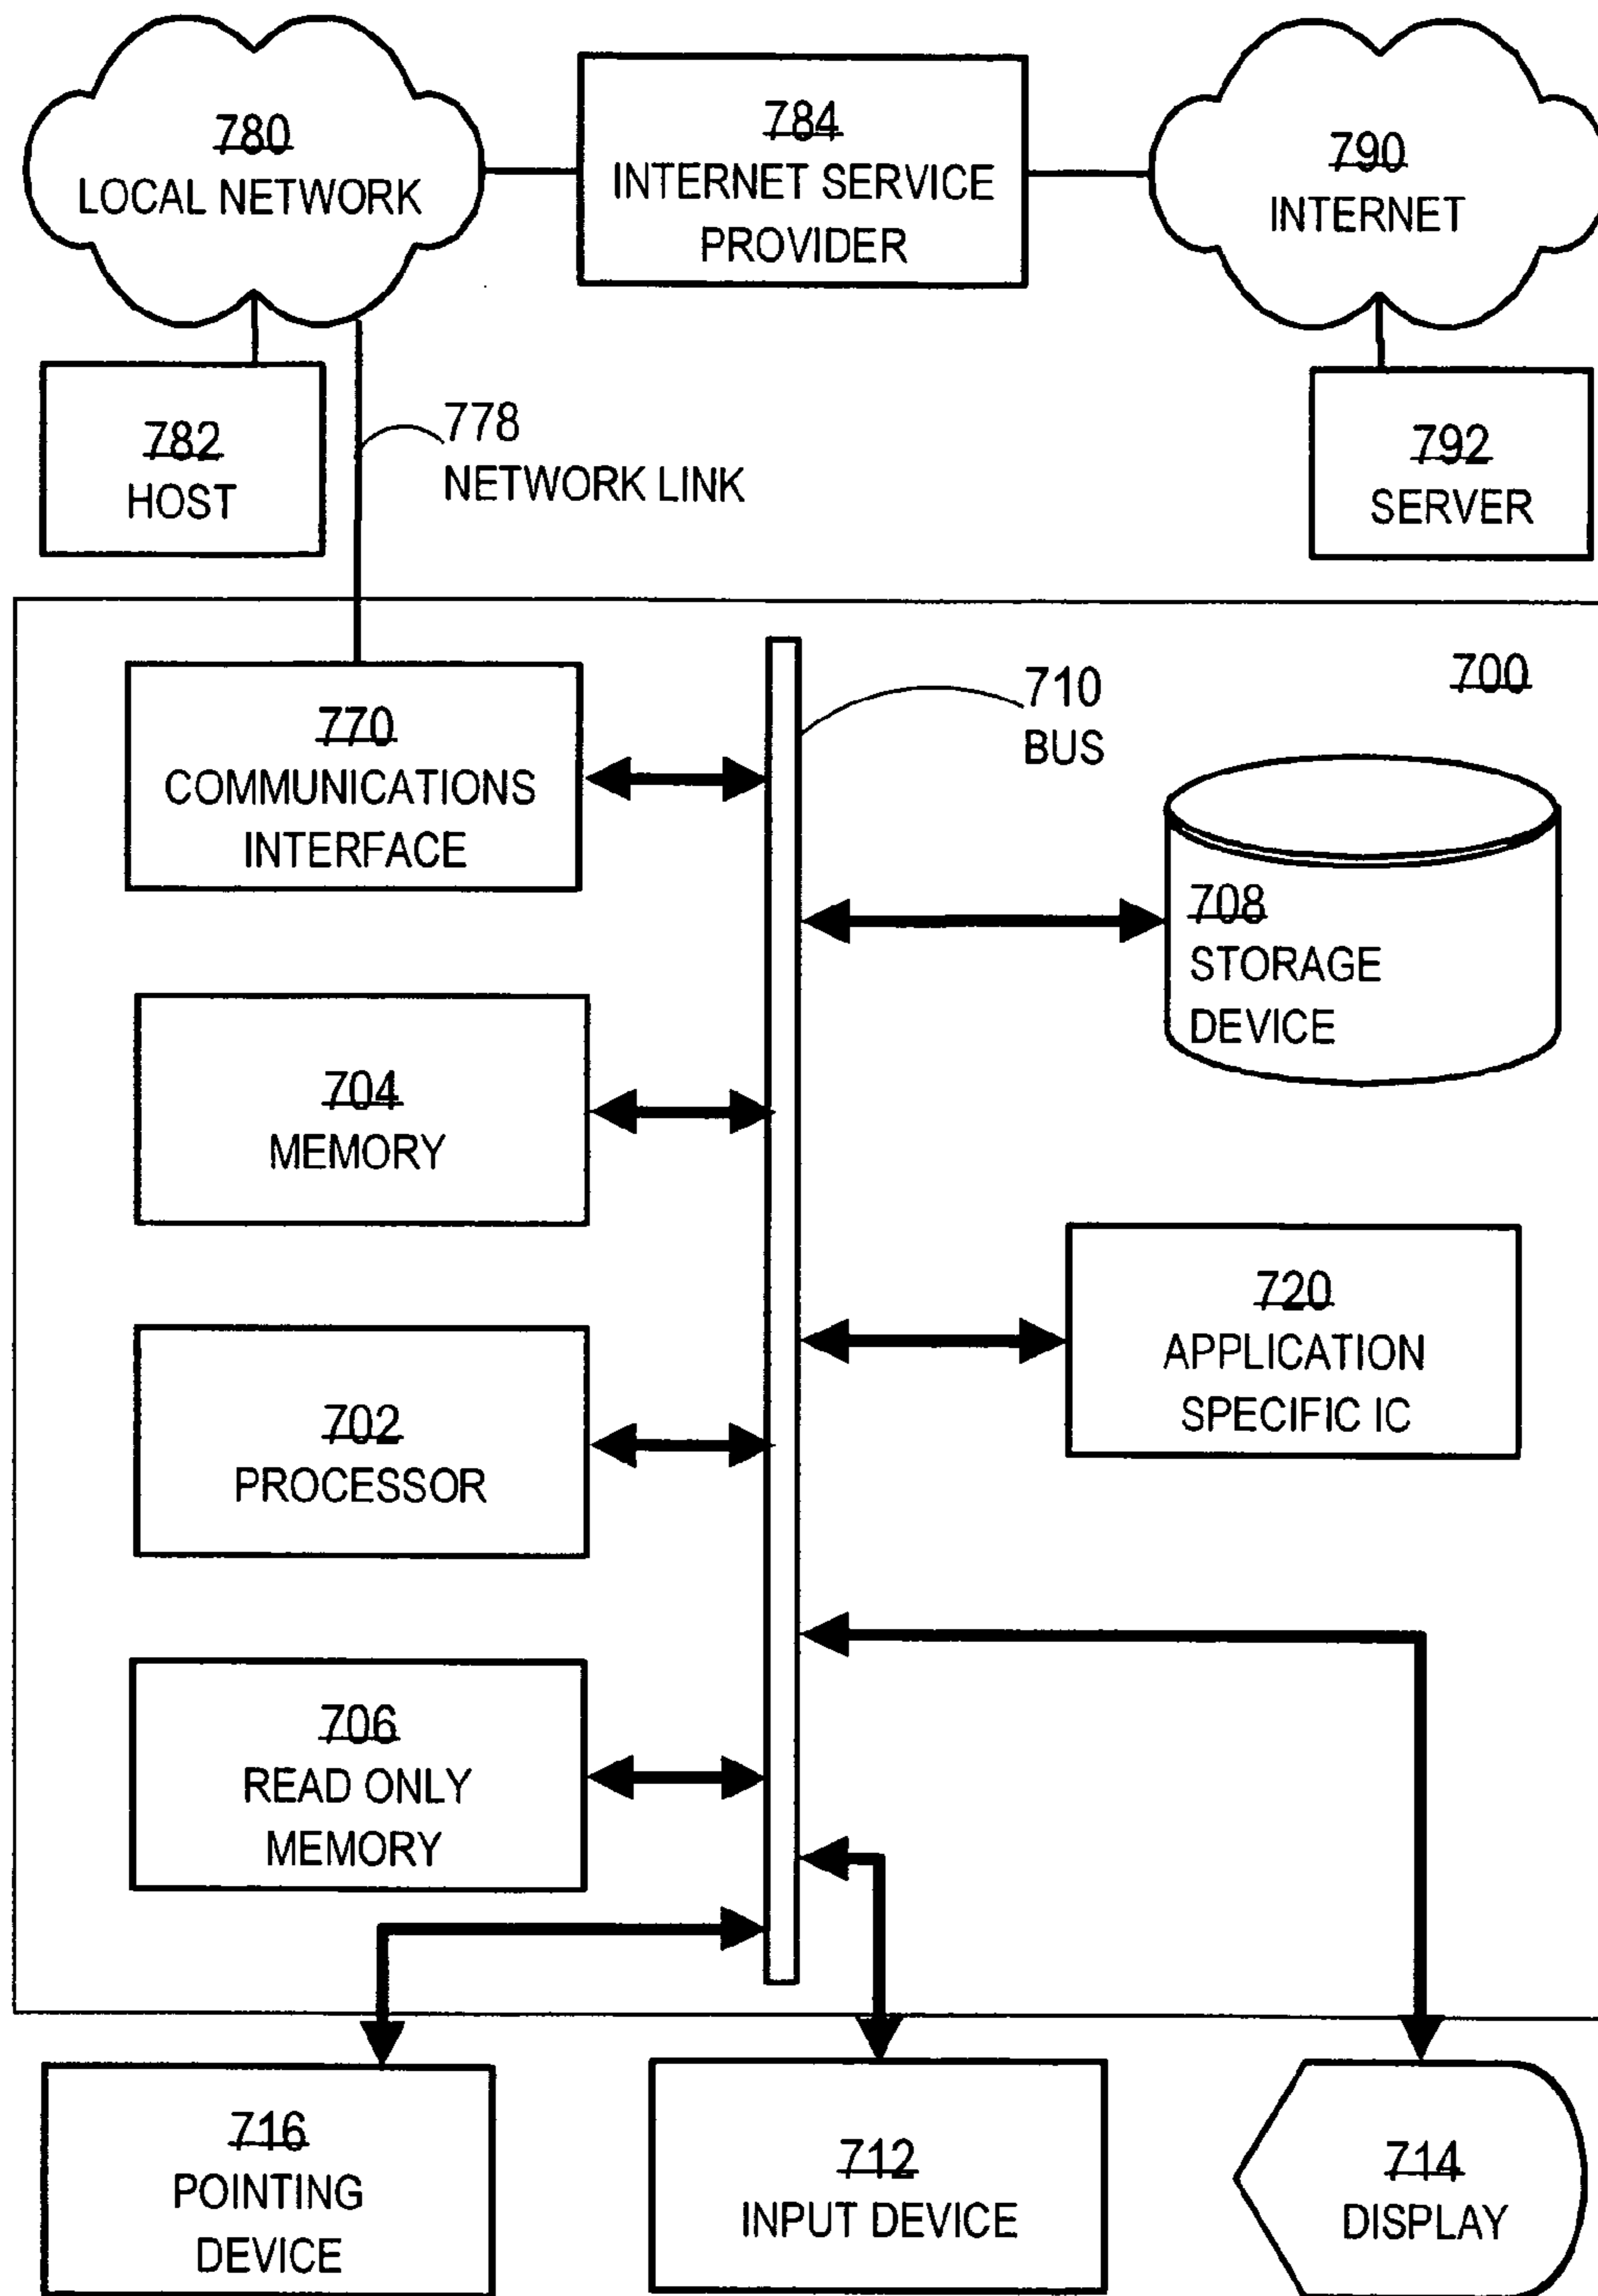 780
LOCAL NETWORK
784
INTERNET SERVICE
PROVIDER
790
INTERNET
782
HOST
778
NETWORK LINK
792
SERVER
700
770
COMMUNICATIONS
INTERFACE
710
BUS
708
STORAGE
DEVICE
704
MEMORY
720
APPLICATION
SPECIFIC IC
702
PROCESSOR
706
READ ONLY
MEMORY
716
POINTING
DEVICE
712
INPUT DEVICE
714
DISPLAY